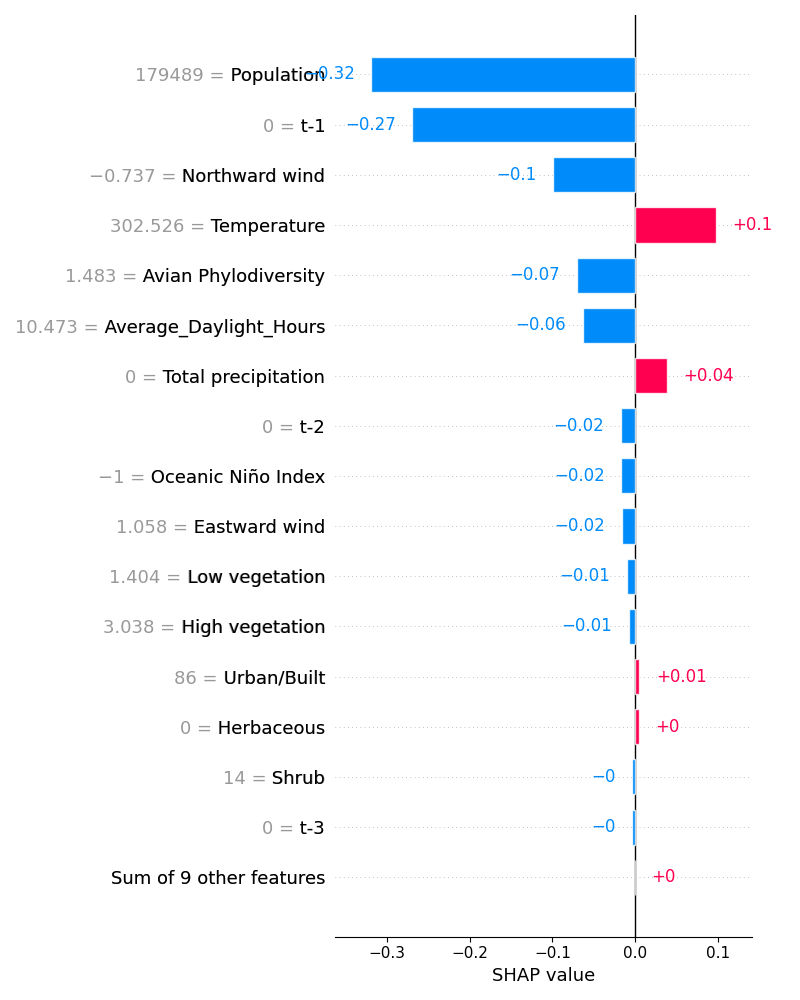 179489 = Population −0.32
0 = t-1 −0.27
−0.737 = Northward wind −0.1
302.526 = Temperature +0.1
1.483 = Avian Phylodiversity −0.07
10.473 = Average_Daylight_Hours −0.06
0 = Total precipitation +0.04
0 = t-2 −0.02
−1 = Oceanic Niño Index −0.02
1.058 = Eastward wind −0.02
1.404 = Low vegetation −0.01
3.038 = High vegetation −0.01
86 = Urban/Built +0.01
0 = Herbaceous +0
14 = Shrub −0
0 = t-3 −0
Sum of 9 other features +0
−0.3 −0.2 −0.1 0.0 0.1
SHAP value